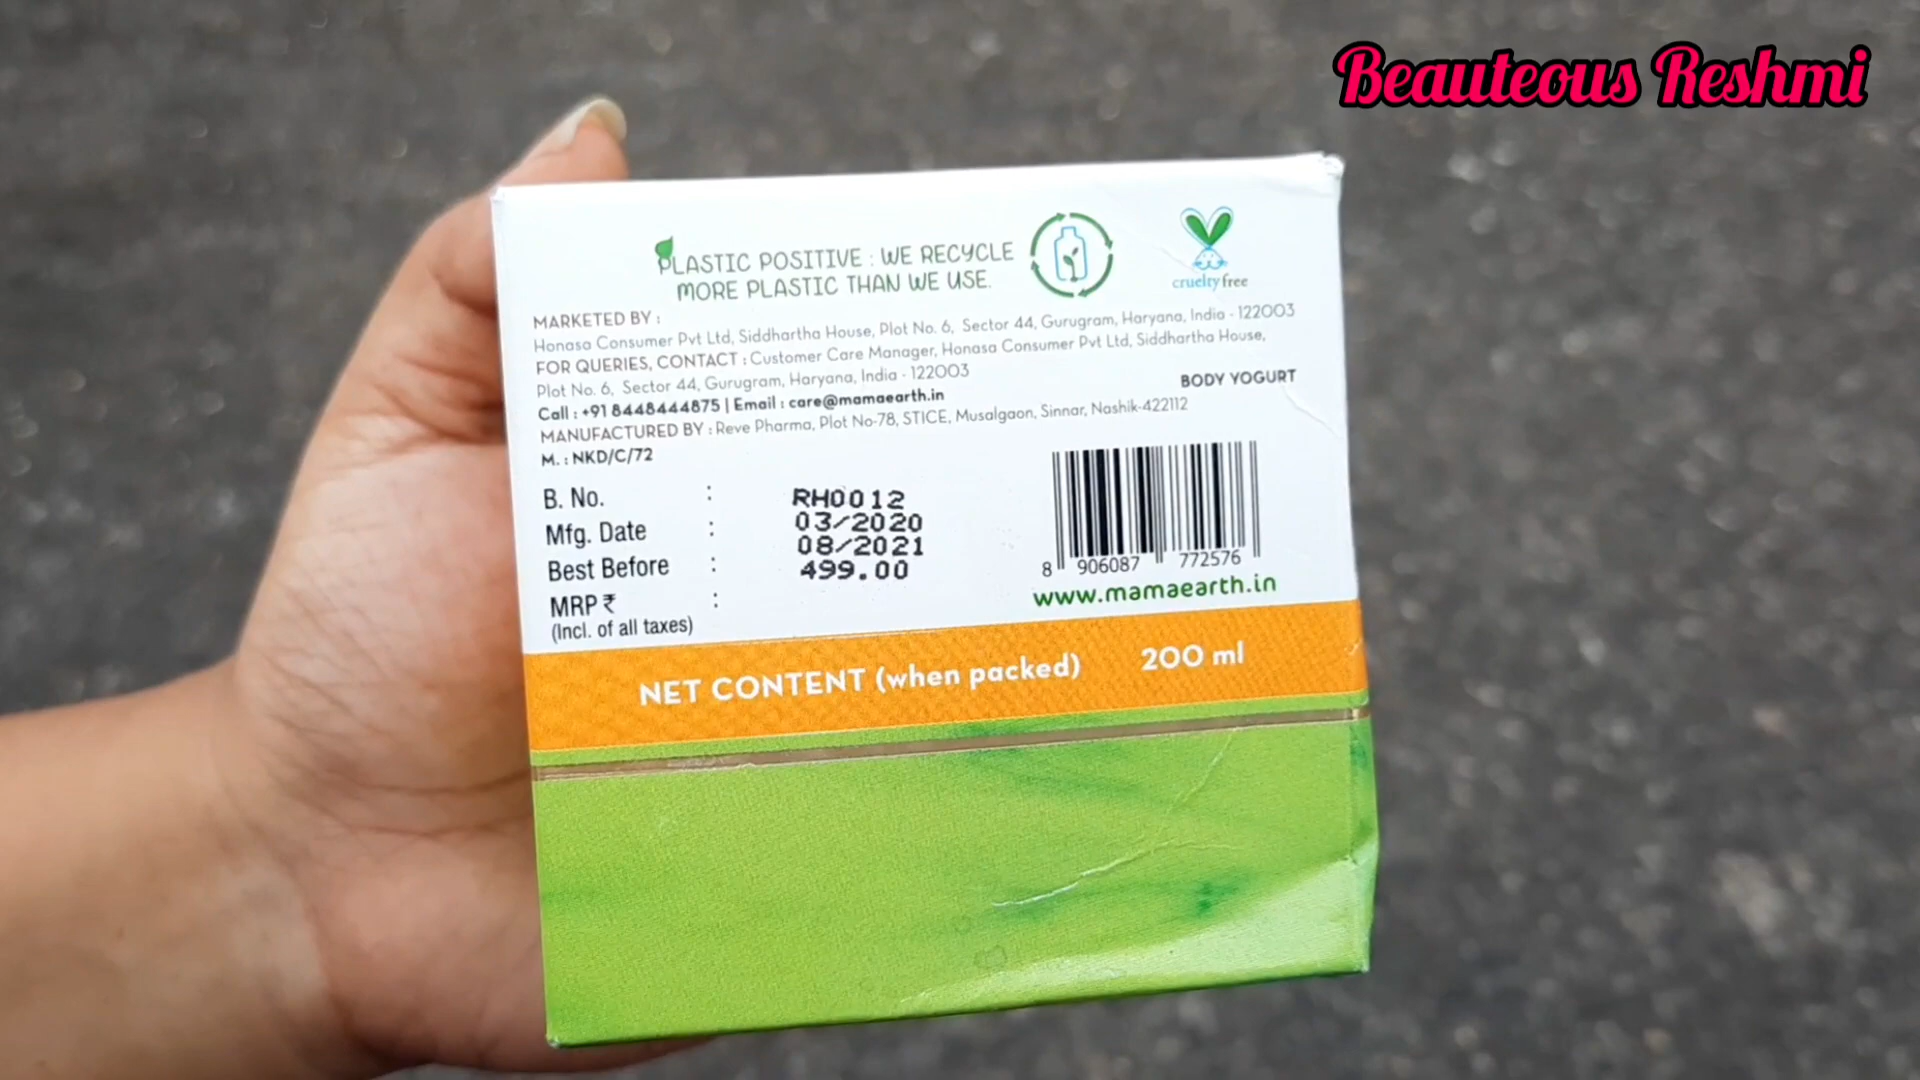 Beauteous Reshmi
PLASTIC POSITIVE : WE RECYCLE
MORE PLASTIC THAN WE USE.
cruelty free
MARKETED BY :
Honasa Consumer Pvt Ltd, Siddhartha House, Plot No. 6, Sector 44, Gurugram, Haryana, India - 122003
FOR QUERIES, CONTACT : Customer Care Manager, Honasa Consumer Pvt Ltd, Siddhartha House,
Plot No. 6, Sector 44, Gurugram, Haryana, India - 122003
Call : +91 8448444875 | Email : care@mamaearth.in
BODY YOGURT
MANUFACTURED BY : Reve Pharma, Plot No-78, STICE, Musalgaon, Sinnar, Nashik-422112
M. : NKD/C/72
B. No. : RH0012
Mfg. Date : 03/2020
Best Before : 08/2021
MRP ₹ : 499.00
(Incl. of all taxes)
8 906087 772576
www.mamaearth.in
NET CONTENT (when packed) 200 ml